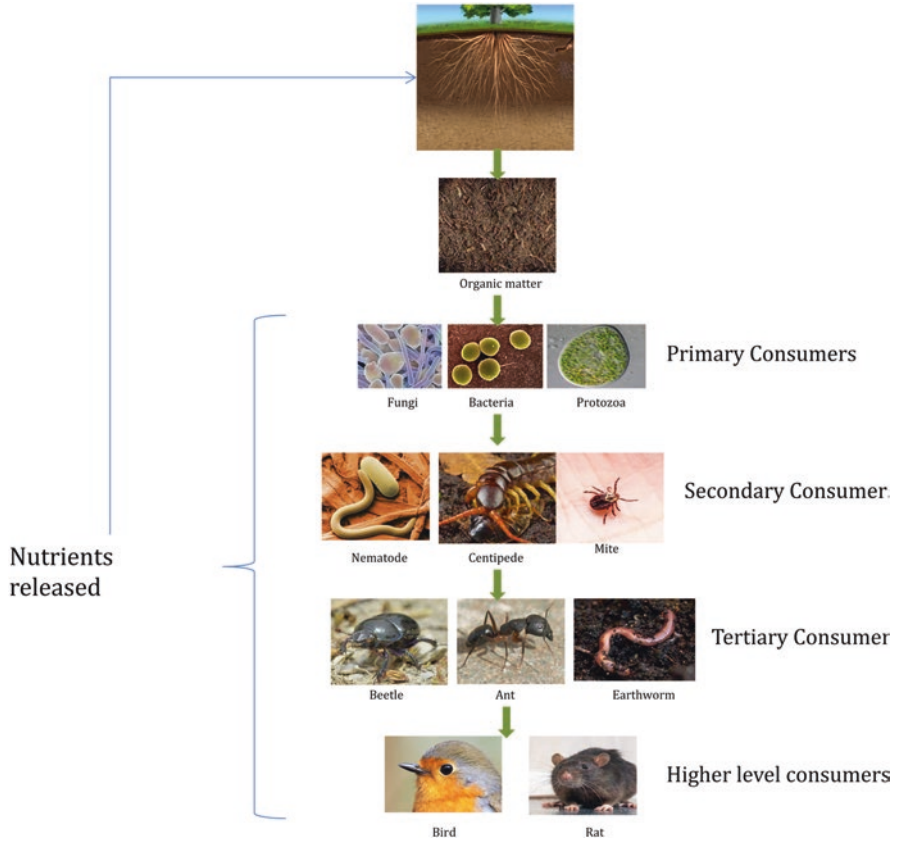 Organic matter
Primary Consumers
Fungi
Bacteria
Protozoa
Secondary Consumer
Nematode
Centipede
Mite
Nutrients
released
Tertiary Consumer
Beetle
Ant
Earthworm
Higher level consumers
Bird
Rat